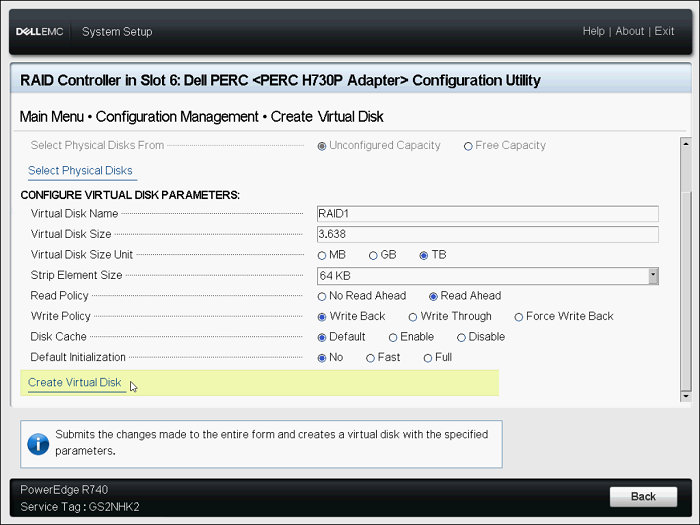 DELLEMC System Setup Help | About | Exit
RAID Controller in Slot 6: Dell PERC <PERC H730P Adapter> Configuration Utility
Main Menu • Configuration Management • Create Virtual Disk
Select Physical Disks From Unconfigured Capacity Free Capacity
Select Physical Disks
CONFIGURE VIRTUAL DISK PARAMETERS:
Virtual Disk Name RAID1
Virtual Disk Size 3.638
Virtual Disk Size Unit MB GB TB
Strip Element Size 64 KB
Read Policy No Read Ahead Read Ahead
Write Policy Write Back Write Through Force Write Back
Disk Cache Default Enable Disable
Default Initialization No Fast Full
Create Virtual Disk
Submits the changes made to the entire form and creates a virtual disk with the specified
parameters.
PowerEdge R740
Service Tag : GS2NHK2
Back